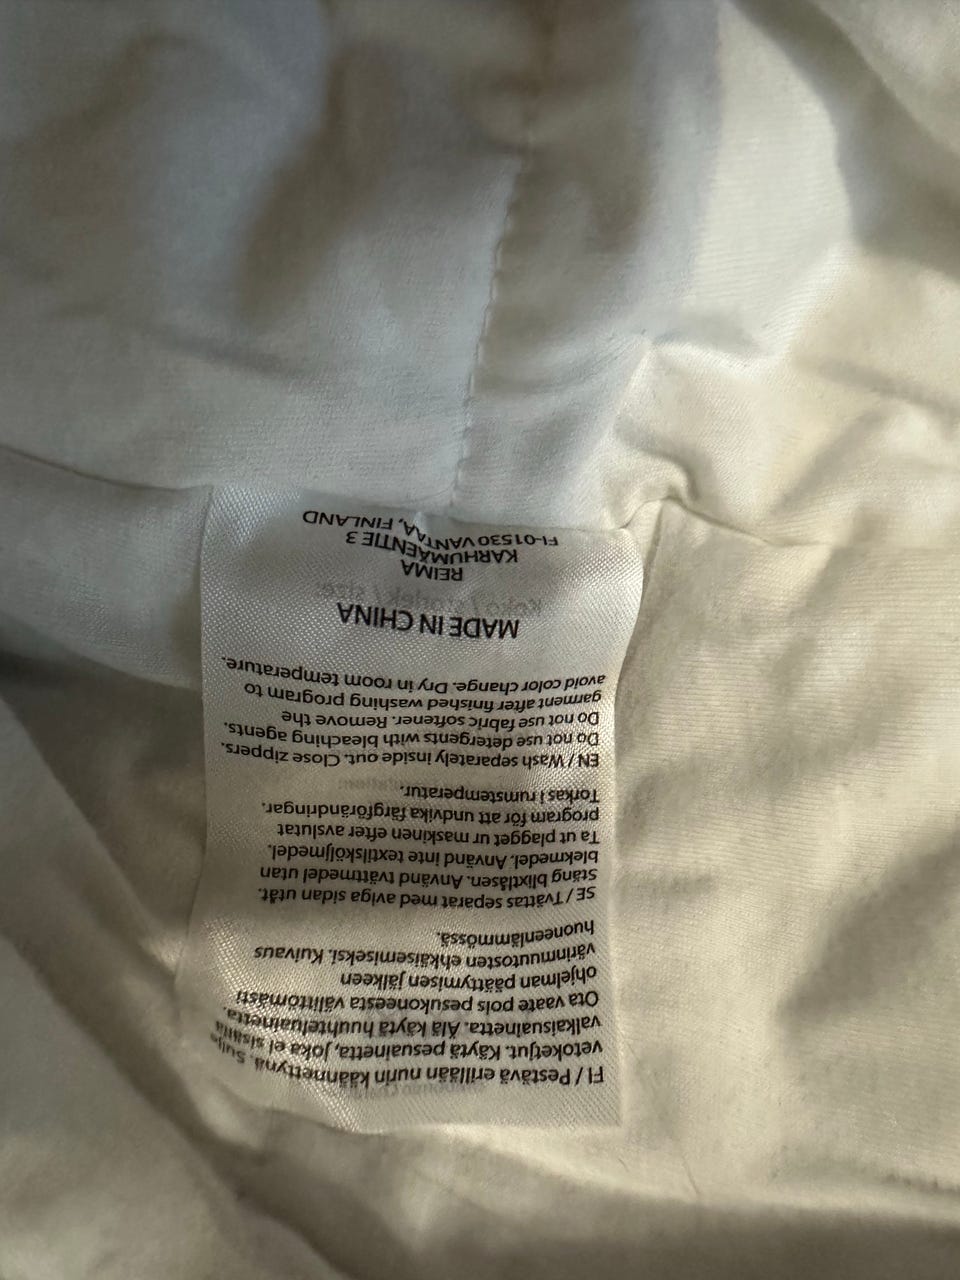 FI / Pestävä erillään nurin käännettynä. Sulje
vetoketjut. Käytä pesuainetta, joka ei sisällä
valkaisuainetta. Älä käytä huuhteluainetta.
Ota vaate pois pesukoneesta välittömästi
ohjelman päättymisen jälkeen
värinmuutosten ehkäisemiseksi. Kuivaus
huoneenlämmössä.
SE / Tvättas separat med aviga sidan utåt.
Stäng blixtlåsen. Använd tvättmedel utan
blekmedel. Använd inte textilsköljmedel.
Ta ut plagget ur maskinen efter avslutat
program för att undvika färgförändringar.
Torkas i rumstemperatur.
EN / Wash separately inside out. Close zippers.
Do not use detergents with bleaching agents.
Do not use fabric softener. Remove the
garment after finished washing program to
avoid color change. Dry in room temperature.
MADE IN CHINA
Koko / storlek / size:
REIMA
KARHUMÄENTIE 3
FI-01530 VANTAA, FINLAND